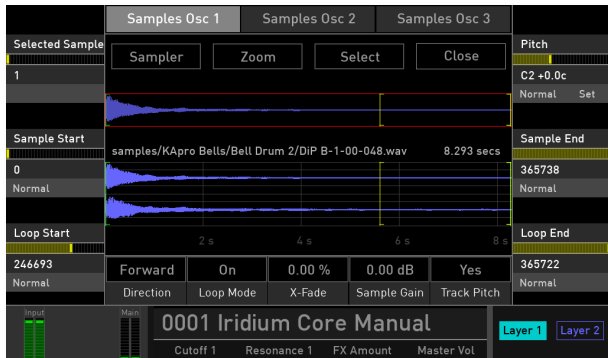 Samples Osc 1 Samples Osc 2 Samples Osc 3
Selected Sample
1
Sampler Zoom Select Close
Pitch
C2 +0.0c
Normal Set
Sample Start
0
Normal
samples/KApro Bells/Bell Drum 2/DiP B-1-00-048.wav 8.293 secs
Sample End
365738
Normal
Loop Start
246693
Normal
2 s 4 s 6 s 8 s
Loop End
365722
Normal
Forward On 0.00 % 0.00 dB Yes
Direction Loop Mode X-Fade Sample Gain Track Pitch
Input Main
0001 Iridium Core Manual
Cutoff 1 Resonance 1 FX Amount Master Vol
Layer 1 Layer 2